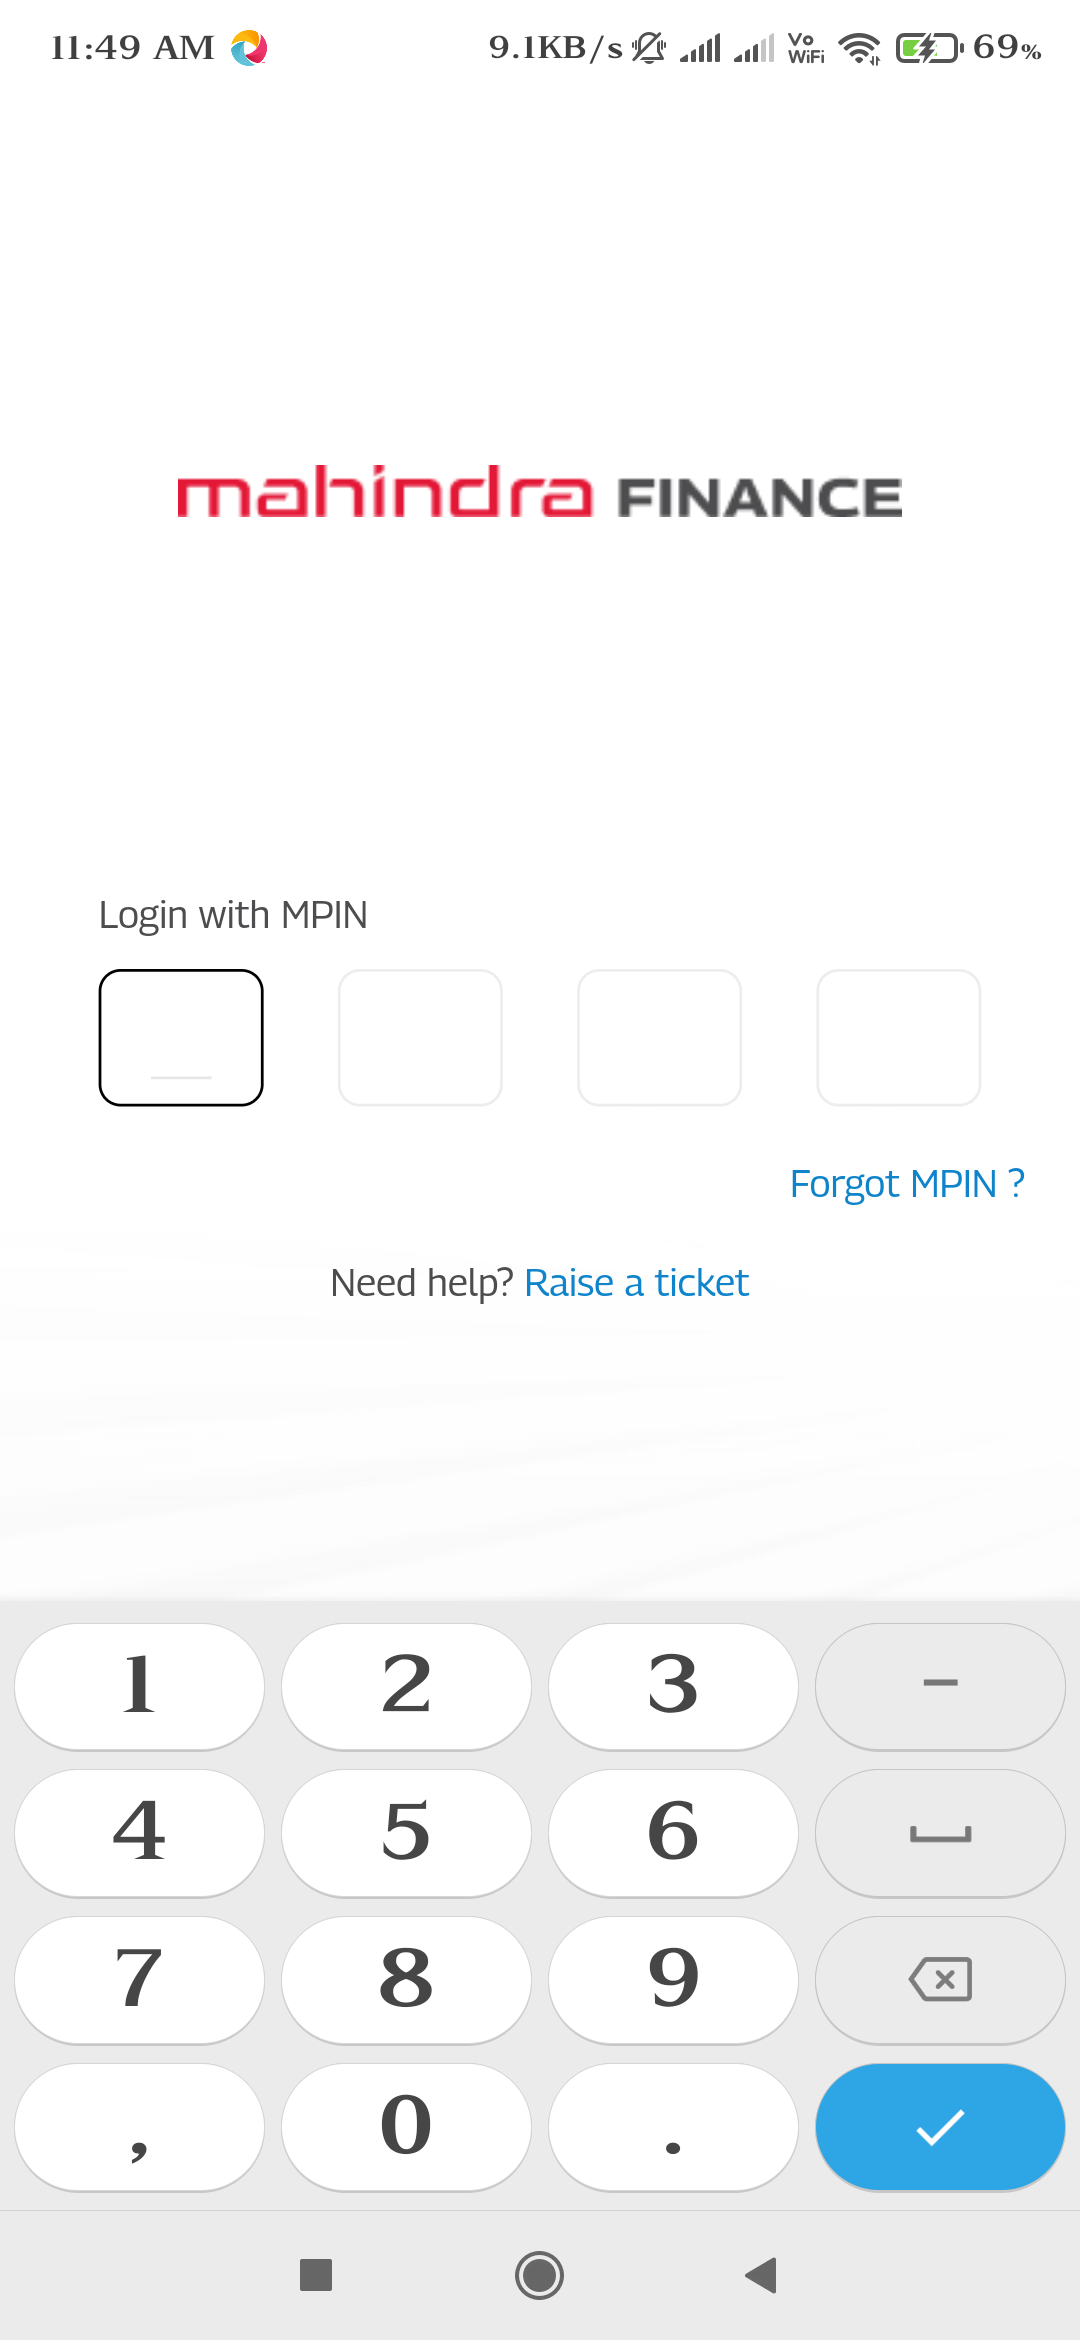 11:49 AM 9.1KB/s Vo WiFi 69%
mahindra FINANCE
Login with MPIN
Forgot MPIN ?
Need help? Raise a ticket
1 2 3 –
4 5 6
7 8 9
, 0 .